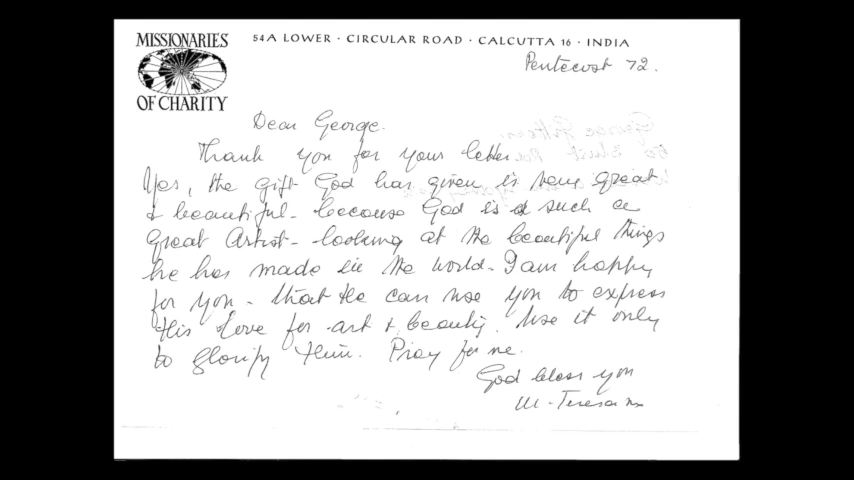 MISSIONARIES
OF CHARITY
54A LOWER · CIRCULAR ROAD · CALCUTTA 16 · INDIA
Pentecost 72.
Dear George.
Thank you for your letter.
Yes, the gift God has given is very great
& beautiful - because God is such a
great Artist - looking at the beautiful things
he has made in the world - I am happy
for you - that He can use you to express
His love for art & beauty. Use it only
to glorify Him. Pray for me.
God bless you
M. Teresa mc